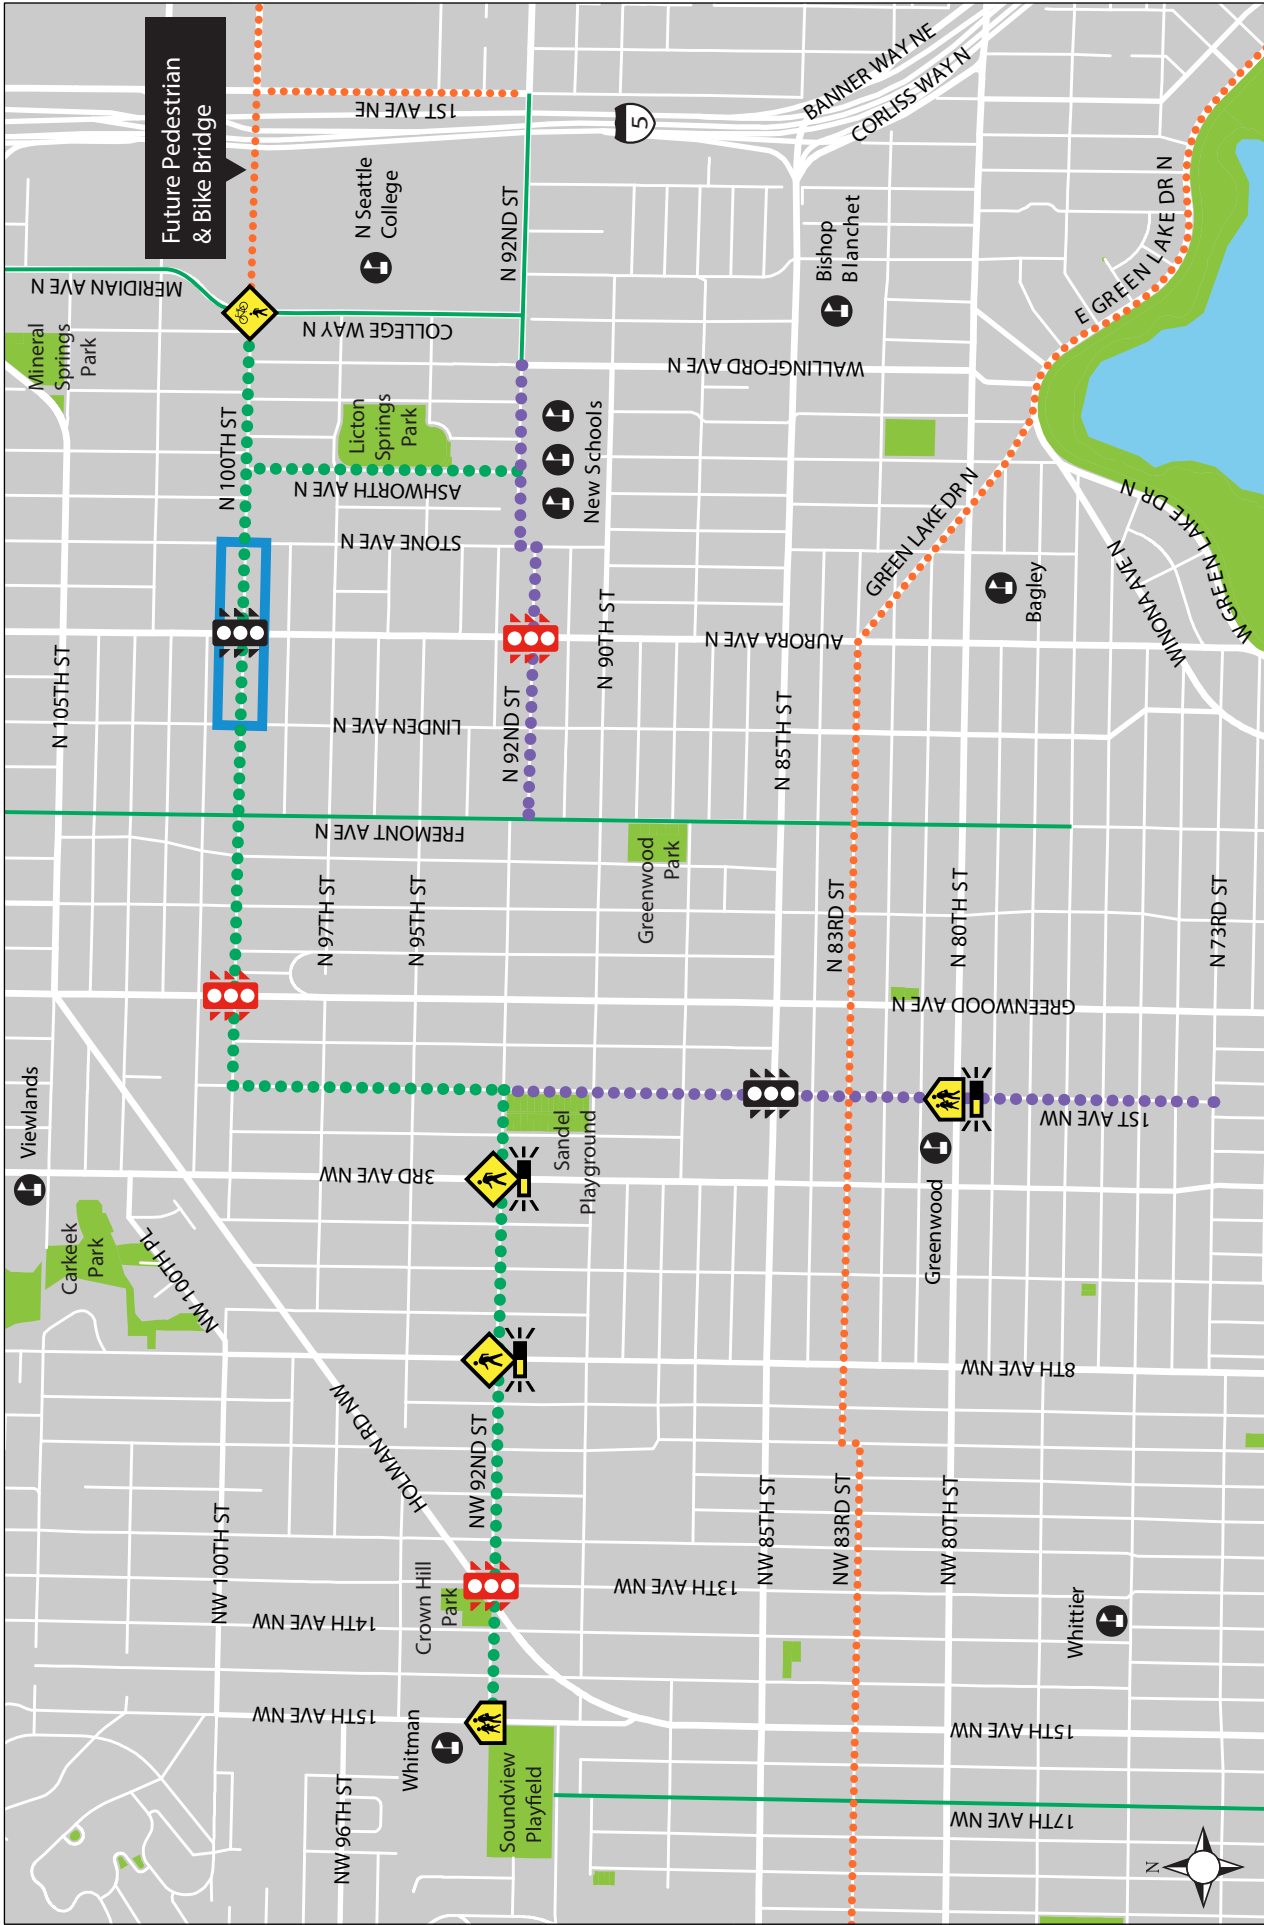 Future Pedestrian
& Bike Bridge
1ST AVE NE
5
BANNER WAY NE
CORLISS WAY N
N Seattle
College
N 92ND ST
MERIDIAN AVE N
COLLEGE WAY N
Mineral
Springs
Park
N 100TH ST
Licton
Springs
Park
ASHWORTH AVE N
STONE AVE N
New Schools
Bishop
Blanchet
WALLINGFORD AVE N
E GREEN LAKE DR N
GREEN LAKE DR N
W GREEN LAKE DR N
WINONA AVE N
Bagley
N 105TH ST
LINDEN AVE N
N 92ND ST
N 90TH ST
AURORA AVE N
N 85TH ST
FREMONT AVE N
Greenwood
Park
N 97TH ST
N 95TH ST
N 83RD ST
N 80TH ST
N 73RD ST
GREENWOOD AVE N
Viewlands
3RD AVE NW
Sandel
Playground
1ST AVE NW
Greenwood
Carkeek
Park
NW 100TH PL
HOLMAN RD NW
8TH AVE NW
NW 92ND ST
NW 100TH ST
NW 85TH ST
NW 83RD ST
NW 80TH ST
Crown Hill
Park
13TH AVE NW
14TH AVE NW
15TH AVE NW
Whittier
Whitman
15TH AVE NW
NW 96TH ST
Soundview
Playfield
17TH AVE NW
N